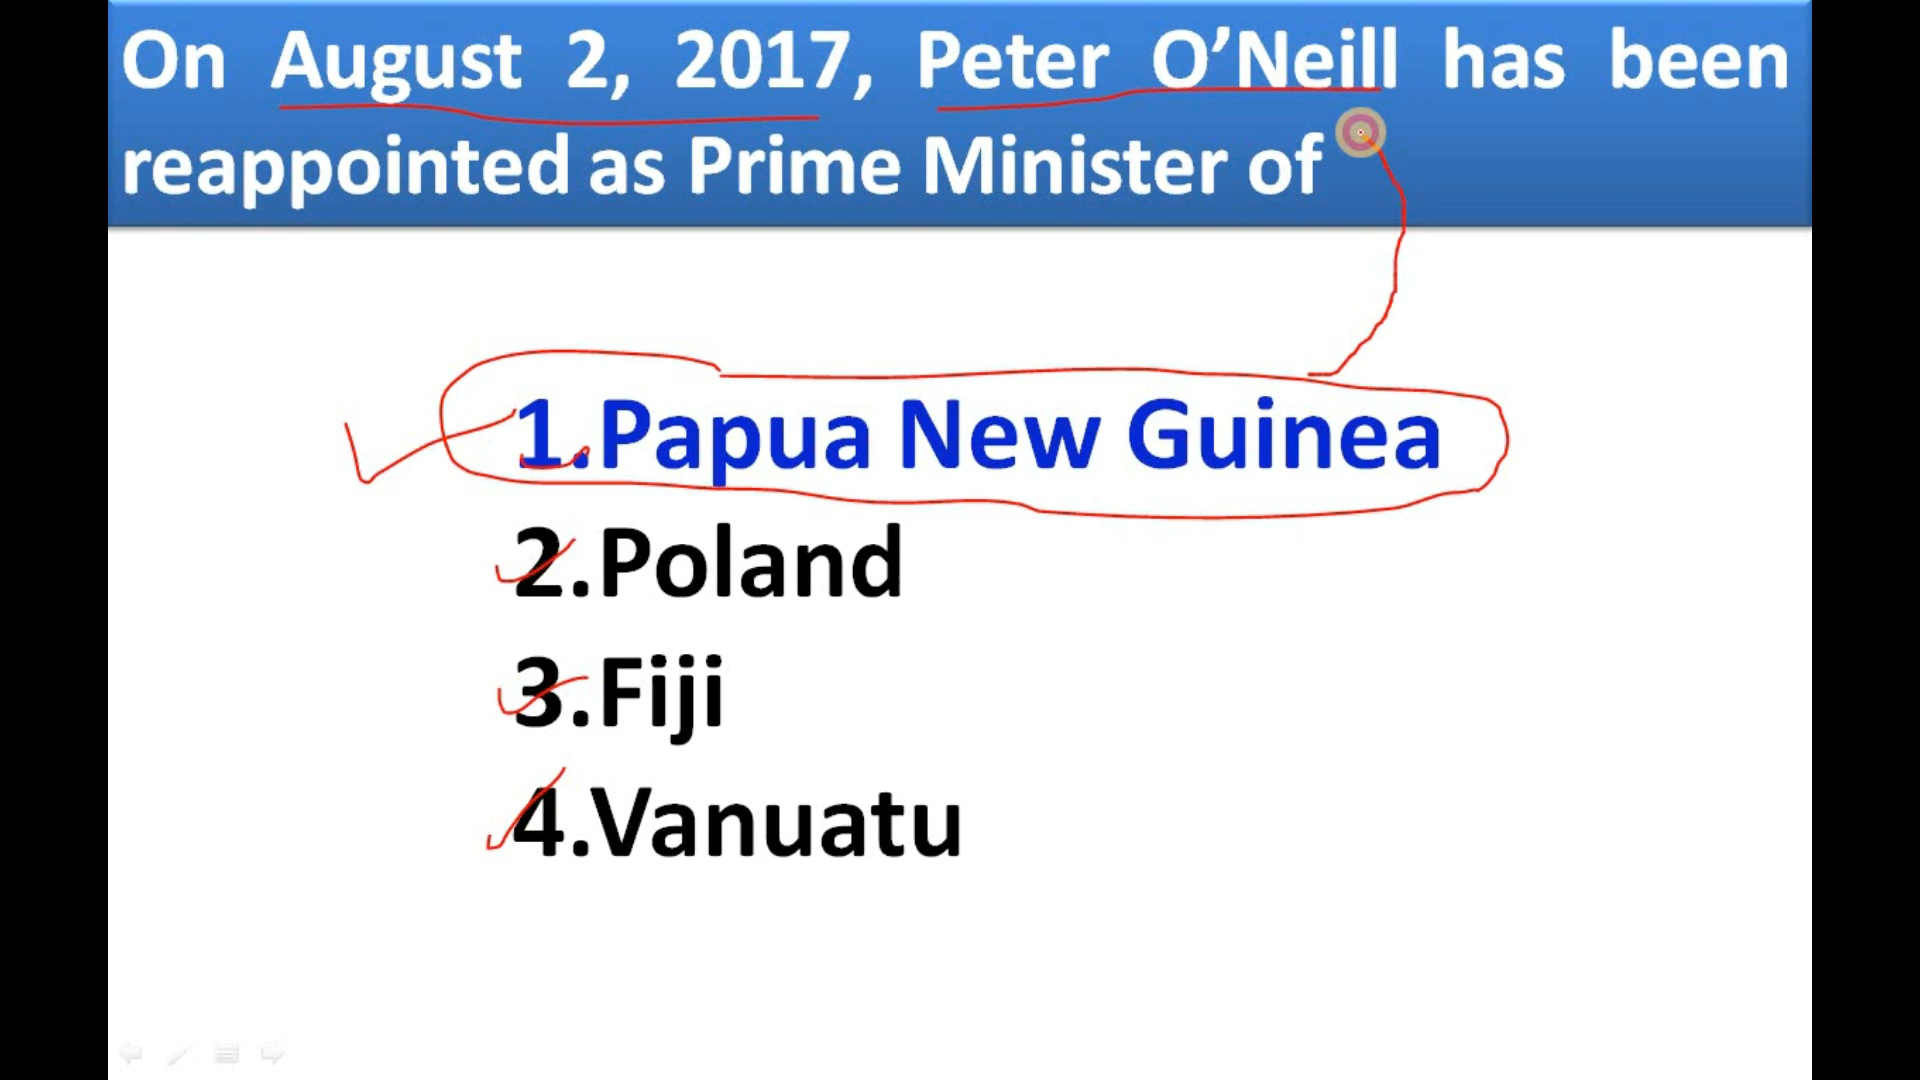 On August 2, 2017, Peter O’Neill has been
reappointed as Prime Minister of
1.Papua New Guinea
2.Poland
3.Fiji
4.Vanuatu